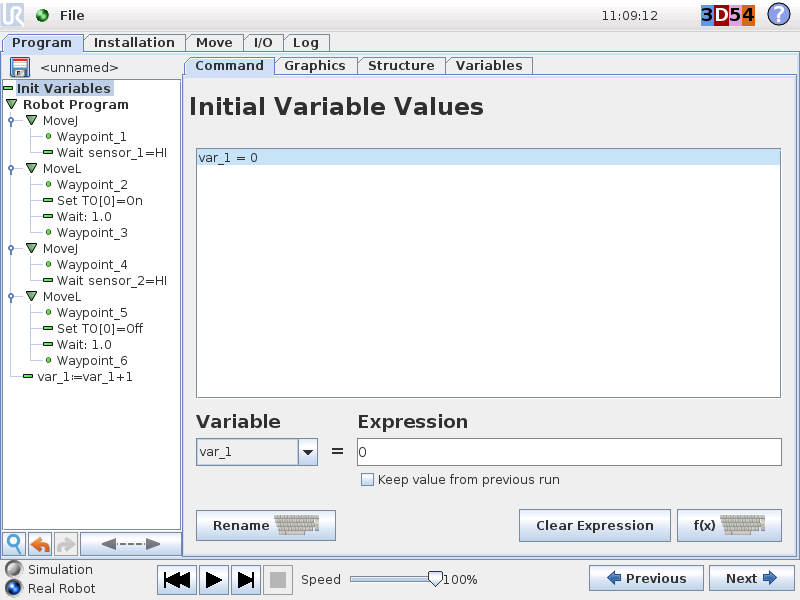 UR
File
11:09:12
3D54
?
Program
Installation
Move
I/O
Log
<unnamed>
Command
Graphics
Structure
Variables
Init Variables
Robot Program
MoveJ
Waypoint_1
Wait sensor_1=HI
MoveL
Waypoint_2
Set TO[0]=On
Wait: 1.0
Waypoint_3
MoveJ
Waypoint_4
Wait sensor_2=HI
MoveL
Waypoint_5
Set TO[0]=Off
Wait: 1.0
Waypoint_6
var_1:=var_1+1
Initial Variable Values
var_1 = 0
Variable
Expression
var_1
=
0
Keep value from previous run
Rename
Clear Expression
f(x)
Simulation
Real Robot
Speed
100%
Previous
Next